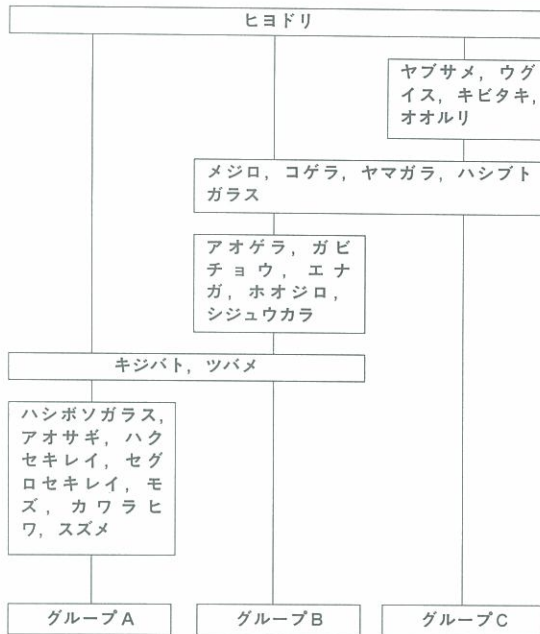 ヒヨドリ
ヤブサメ, ウグ
イス, キビタキ,
オオルリ
メジロ, コゲラ, ヤマガラ, ハシブト
ガラス
アオゲラ, ガビ
チョウ, エナ
ガ, ホオジロ,
シジュウカラ
キジバト, ツバメ
ハシボソガラス,
アオサギ, ハク
セキレイ, セグ
ロセキレイ, モ
ズ, カワラヒ
ワ, スズメ
グループA
グループB
グループC